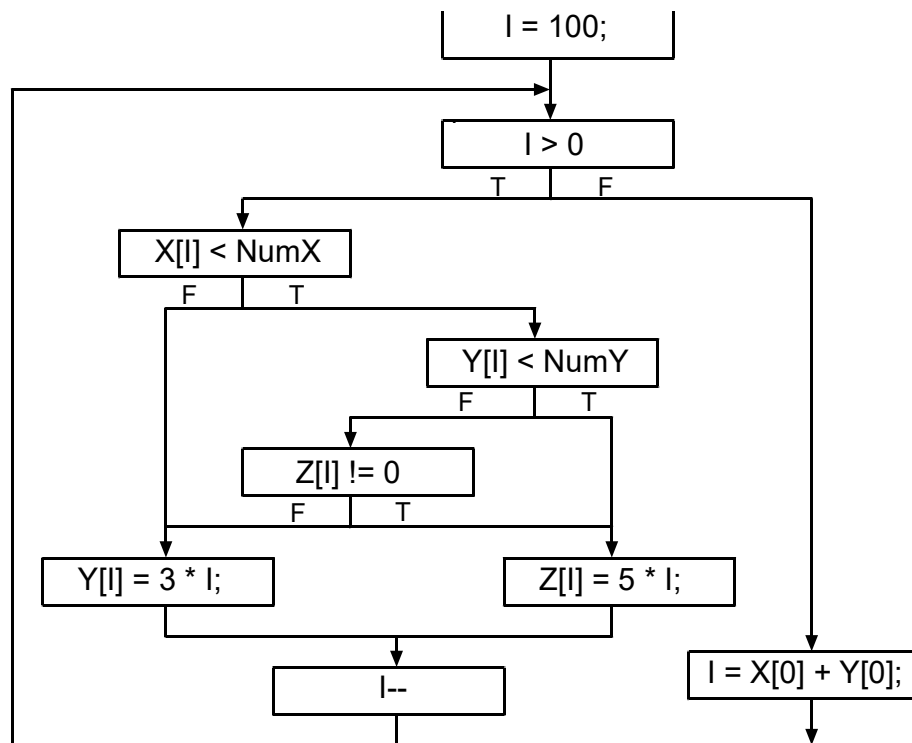 I = 100;
I > 0
T F
X[I] < NumX
F T
Y[I] < NumY
F T
Z[I] != 0
F T
Y[I] = 3 * I;
Z[I] = 5 * I;
I--
I = X[0] + Y[0];